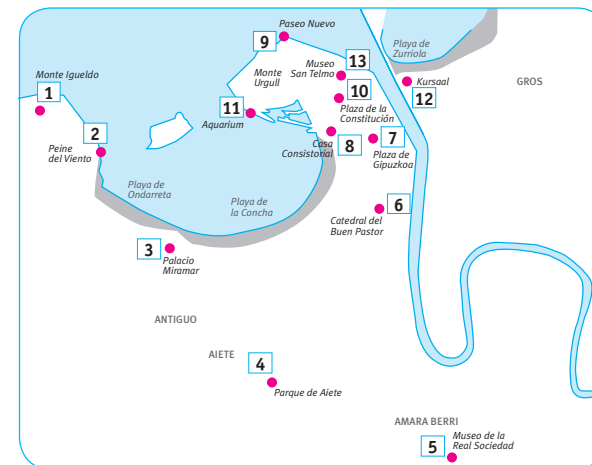 Paseo Nuevo
9
Playa de
Zurriola
Museo
San Telmo
13
Monte
Urgull
Monte Igueldo
1
Kursaal
12
GROS
10
Plaza de la
Constitución
11
Aquarium
2
Peine
del Viento
Casa
Consistorial
8
7
Plaza de
Gipuzkoa
Playa de
Ondarreta
Playa de
la Concha
6
Catedral del
Buen Pastor
3
Palacio
Miramar
ANTIGUO
AIETE
4
Parque de Aiete
AMARA BERRI
5
Museo de la
Real Sociedad